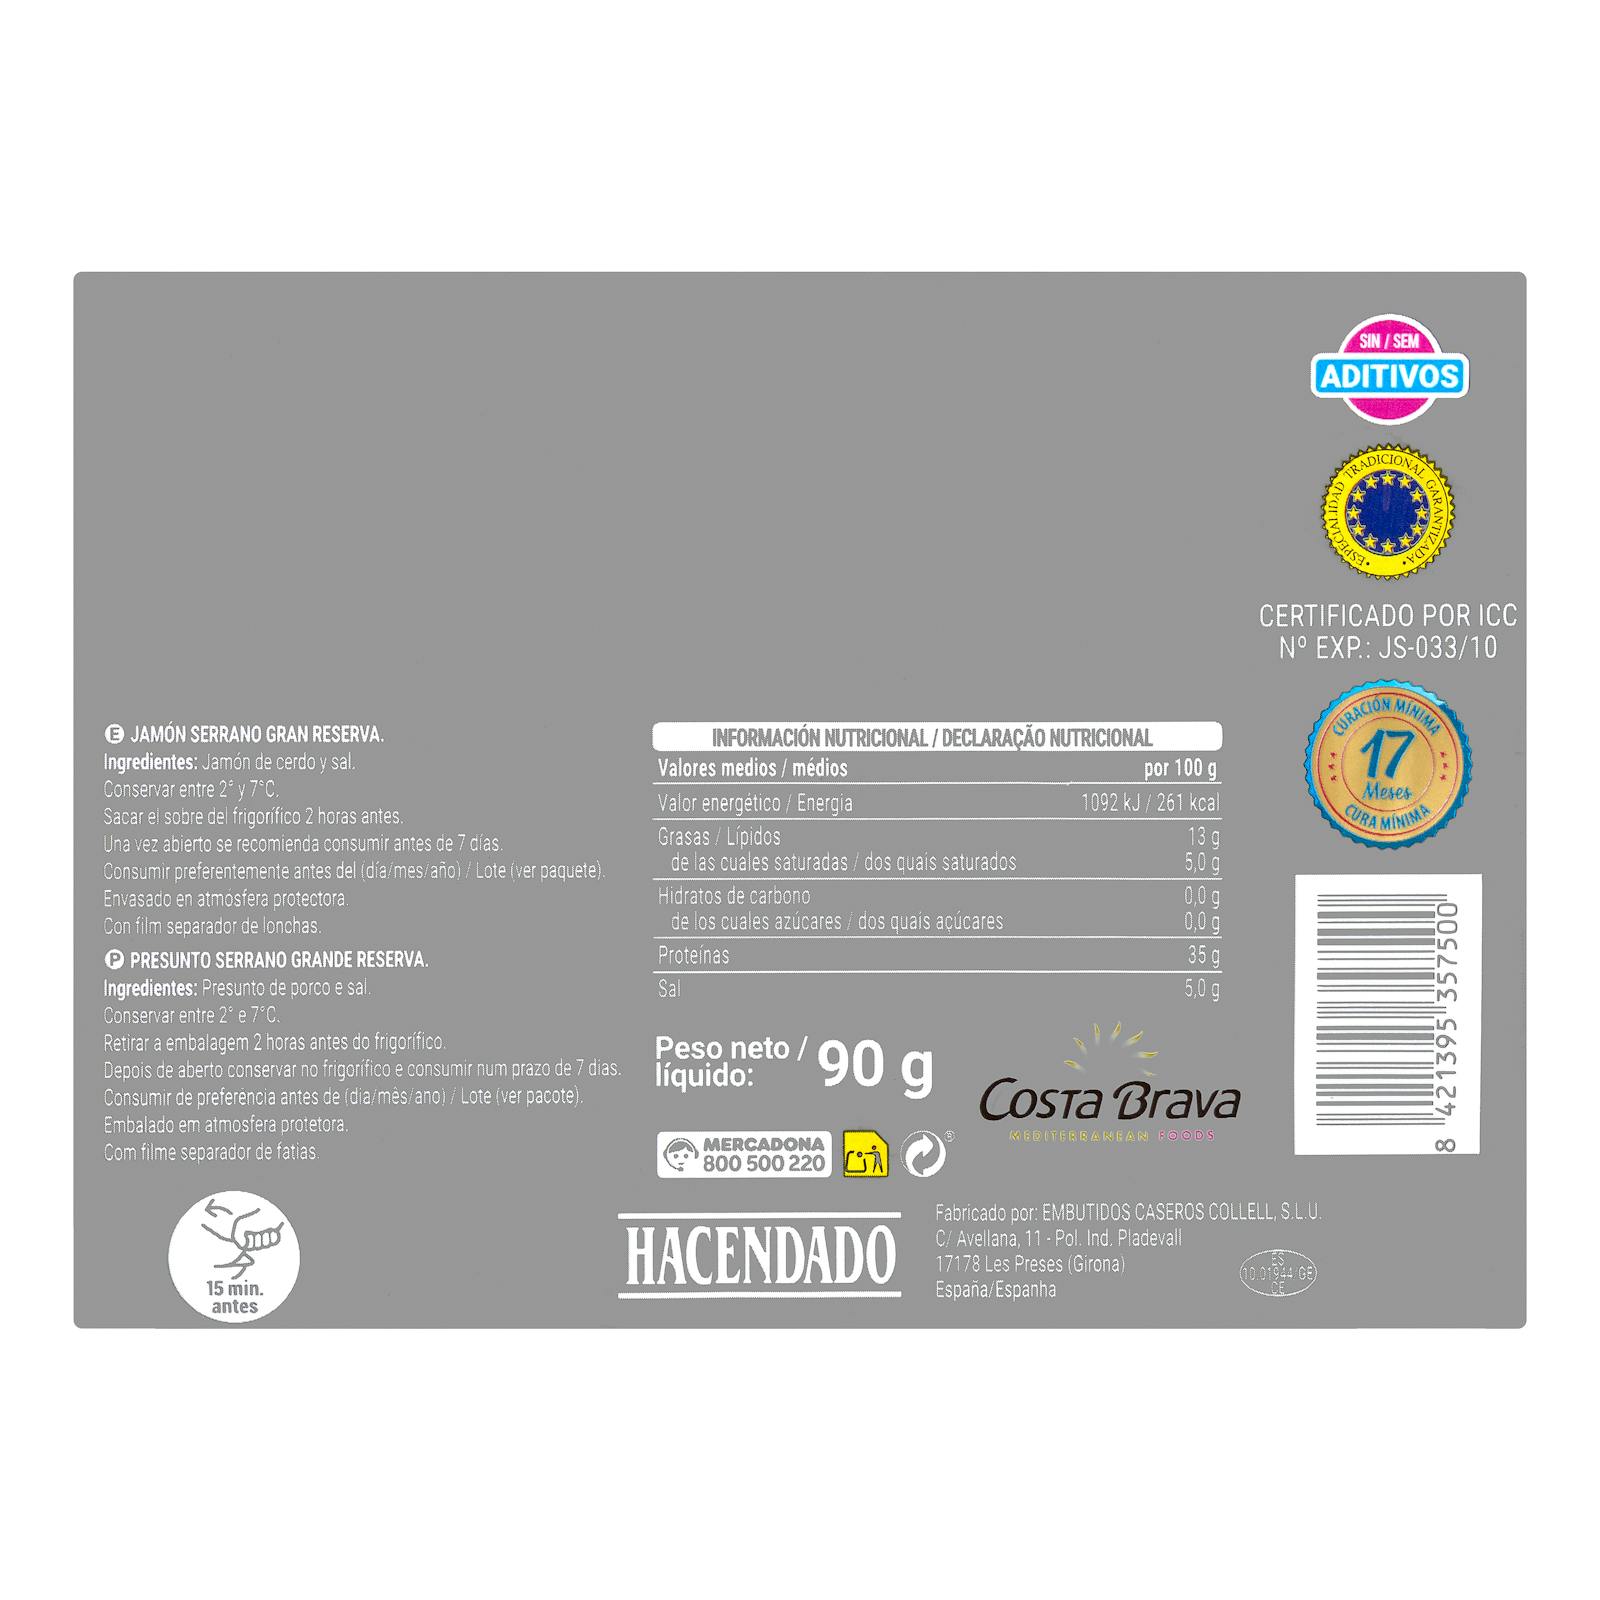 SIN / SEM
ADITIVOS
ESPECIALIDAD TRADICIONAL GARANTIZADA
CERTIFICADO POR ICC
Nº EXP.: JS-033/10
CURACIÓN MÍNIMA
17
Meses
CURA MÍNIMA
E JAMÓN SERRANO GRAN RESERVA.
Ingredientes: Jamón de cerdo y sal.
Conservar entre 2° y 7°C.
Sacar el sobre del frigorífico 2 horas antes.
Una vez abierto se recomienda consumir antes de 7 días.
Consumir preferentemente antes del (día/mes/año) / Lote (ver paquete).
Envasado en atmósfera protectora.
Con film separador de lonchas.
P PRESUNTO SERRANO GRANDE RESERVA.
Ingredientes: Presunto de porco e sal.
Conservar entre 2° e 7°C.
Retirar a embalagem 2 horas antes do frigorífico.
Depois de aberto conservar no frigorífico e consumir num prazo de 7 dias.
Consumir de preferência antes de (dia/mês/ano) / Lote (ver pacote).
Embalado em atmosfera protetora.
Com filme separador de fatias.
15 min.
antes
INFORMACIÓN NUTRICIONAL / DECLARAÇÃO NUTRICIONAL
Valores medios / médios por 100 g
Valor energético / Energia 1092 kJ / 261 kcal
Grasas / Lípidos 13 g
de las cuales saturadas / dos quais saturados 5,0 g
Hidratos de carbono 0,0 g
de los cuales azúcares / dos quais açúcares 0,0 g
Proteínas 35 g
Sal 5,0 g
Peso neto /
líquido: 90 g
COSTA BRAVA
MEDITERRANEAN FOODS
MERCADONA
800 500 220
HACENDADO
Fabricado por: EMBUTIDOS CASEROS COLLELL, S.L.U.
C/ Avellana, 11 - Pol. Ind. Pladevall
17178 Les Preses (Girona)
España/Espanha
ES
10.01944/GE
CE
8 421395 357500